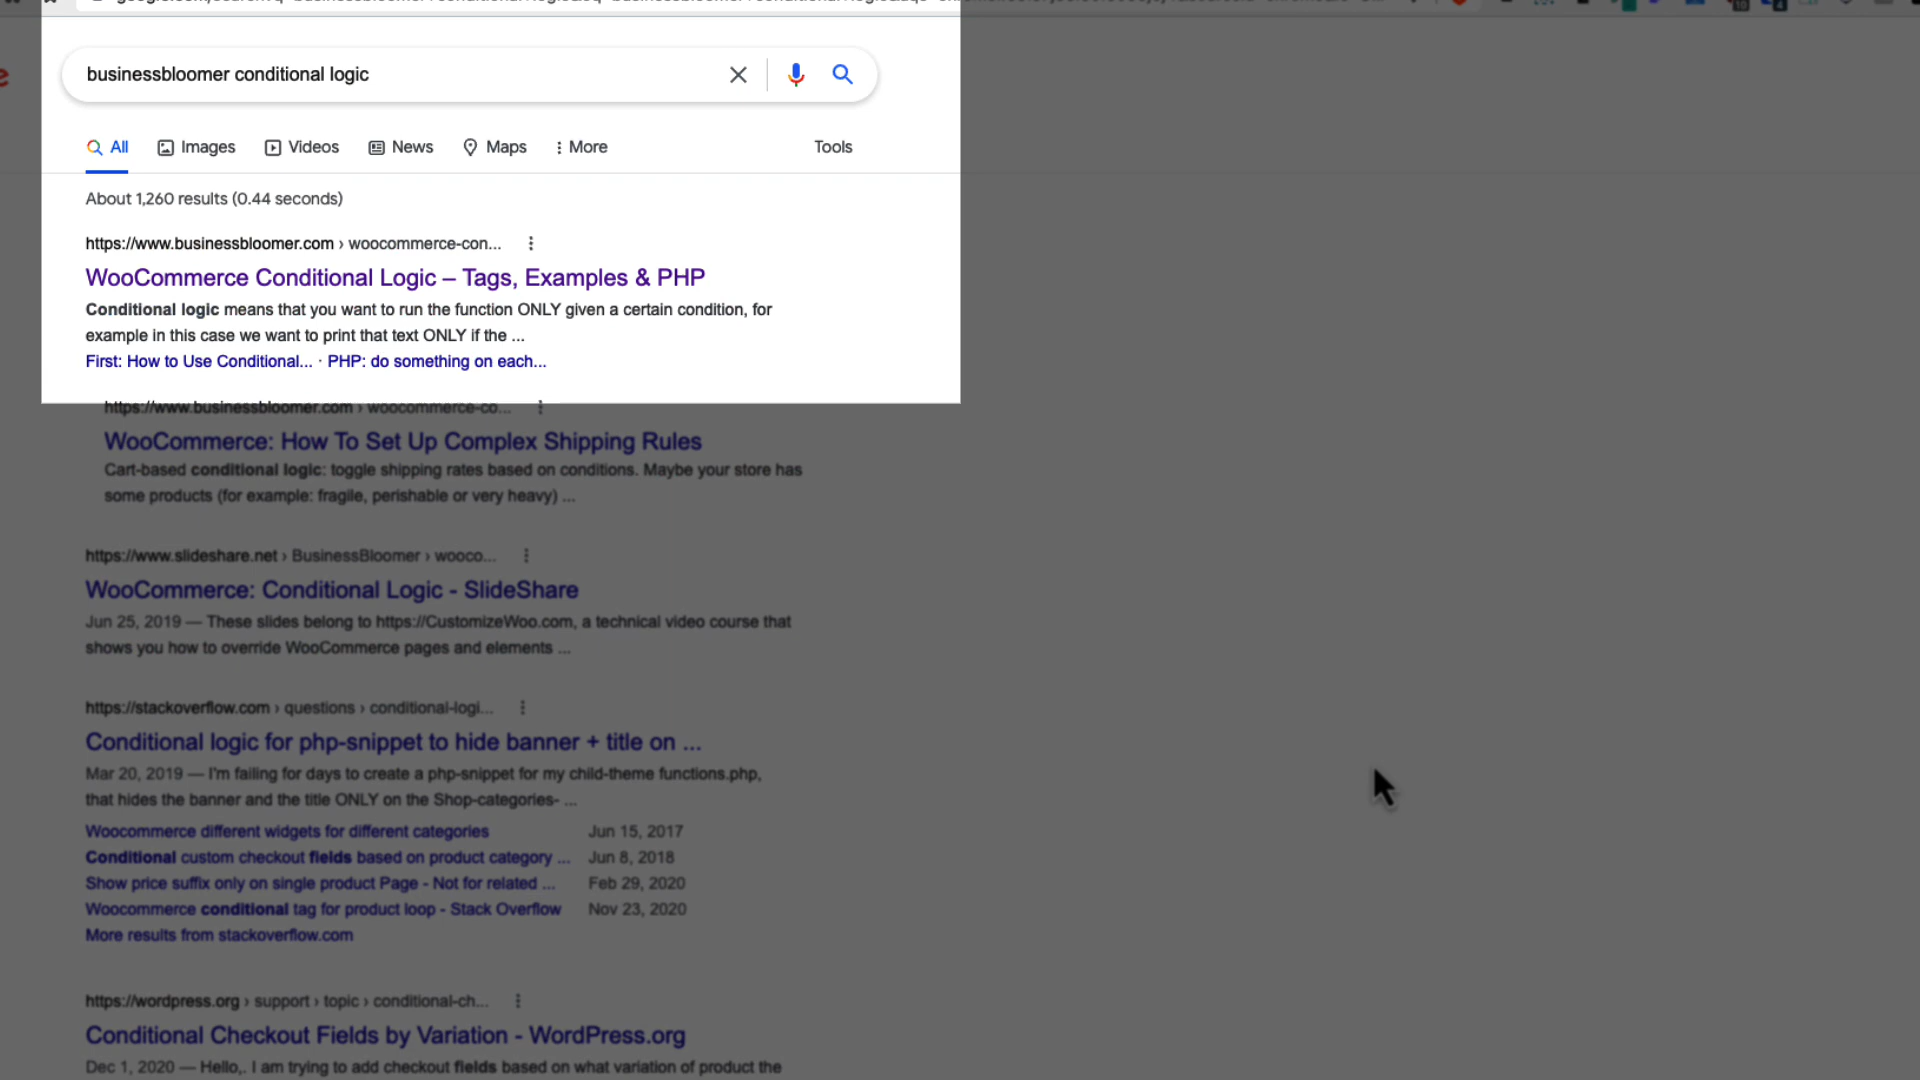 businessbloomer conditional logic
All Images Videos News Maps More Tools
About 1,260 results (0.44 seconds)
https://www.businessbloomer.com › woocommerce-con...
WooCommerce Conditional Logic – Tags, Examples & PHP
Conditional logic means that you want to run the function ONLY given a certain condition, for
example in this case we want to print that text ONLY if the ...
First: How to Use Conditional... · PHP: do something on each...
https://www.businessbloomer.com › woocommerce-co...
WooCommerce: How To Set Up Complex Shipping Rules
Cart-based conditional logic: toggle shipping rates based on conditions. Maybe your store has
some products (for example: fragile, perishable or very heavy) ...
https://www.slideshare.net › BusinessBloomer › wooco...
WooCommerce: Conditional Logic - SlideShare
Jun 25, 2019 — These slides belong to https://CustomizeWoo.com, a technical video course that
shows you how to override WooCommerce pages and elements ...
https://stackoverflow.com › questions › conditional-logi...
Conditional logic for php-snippet to hide banner + title on ...
Mar 20, 2019 — I'm failing for days to create a php-snippet for my child-theme functions.php,
that hides the banner and the title ONLY on the Shop-categories- ...
Woocommerce different widgets for different categories Jun 15, 2017
Conditional custom checkout fields based on product category ... Jun 8, 2018
Show price suffix only on single product Page - Not for related ... Feb 29, 2020
Woocommerce conditional tag for product loop - Stack Overflow Nov 23, 2020
More results from stackoverflow.com
https://wordpress.org › support › topic › conditional-ch...
Conditional Checkout Fields by Variation - WordPress.org
Dec 1, 2020 — Hello,. I am trying to add checkout fields based on what variation of product the